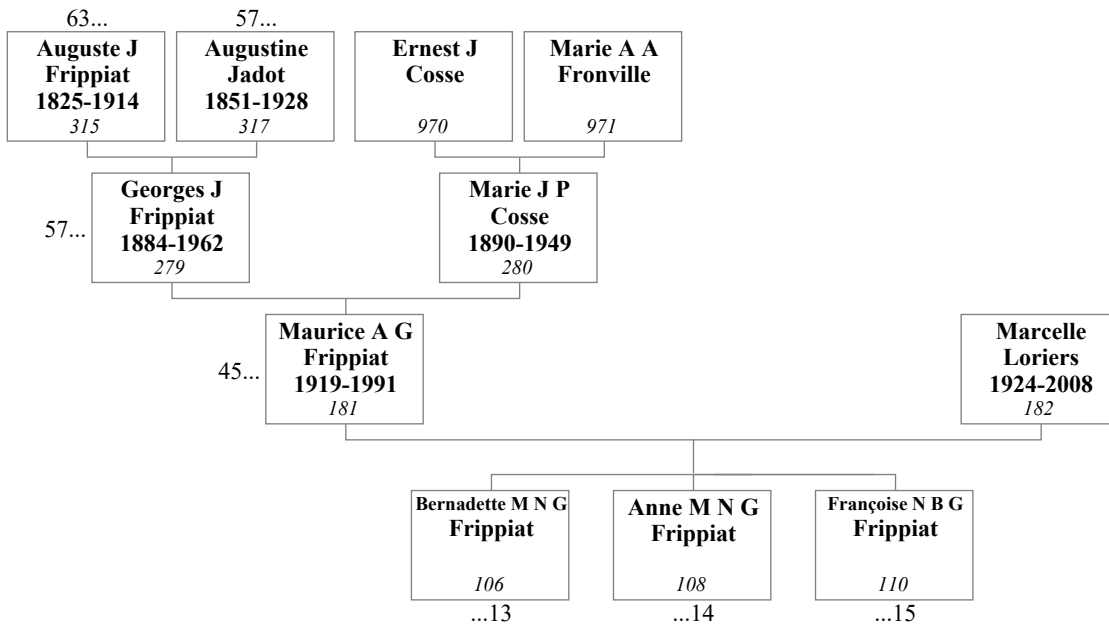 63...
57...
Auguste J
Frippiat
1825-1914
315
Augustine
Jadot
1851-1928
317
Ernest J
Cosse
970
Marie A A
Fronville
971
57...
Georges J
Frippiat
1884-1962
279
Marie J P
Cosse
1890-1949
280
45...
Maurice A G
Frippiat
1919-1991
181
Marcelle
Loriers
1924-2008
182
Bernadette M N G
Frippiat
106
...13
Anne M N G
Frippiat
108
...14
Françoise N B G
Frippiat
110
...15